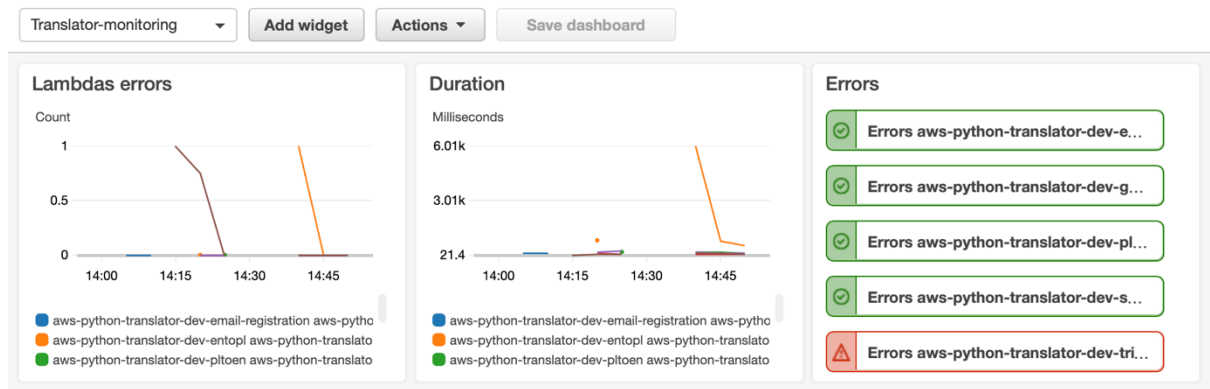 Translator-monitoring
Add widget
Actions
Save dashboard
Lambdas errors
Count
1
0.5
0
14:00 14:15 14:30 14:45
aws-python-translator-dev-email-registration aws-pytho
aws-python-translator-dev-entopl aws-python-translato
aws-python-translator-dev-pltoen aws-python-translato
Duration
Milliseconds
6.01k
3.01k
21.4
14:00 14:15 14:30 14:45
aws-python-translator-dev-email-registration aws-pytho
aws-python-translator-dev-entopl aws-python-translato
aws-python-translator-dev-pltoen aws-python-translato
Errors
Errors aws-python-translator-dev-e...
Errors aws-python-translator-dev-g...
Errors aws-python-translator-dev-pl...
Errors aws-python-translator-dev-s...
Errors aws-python-translator-dev-tri...